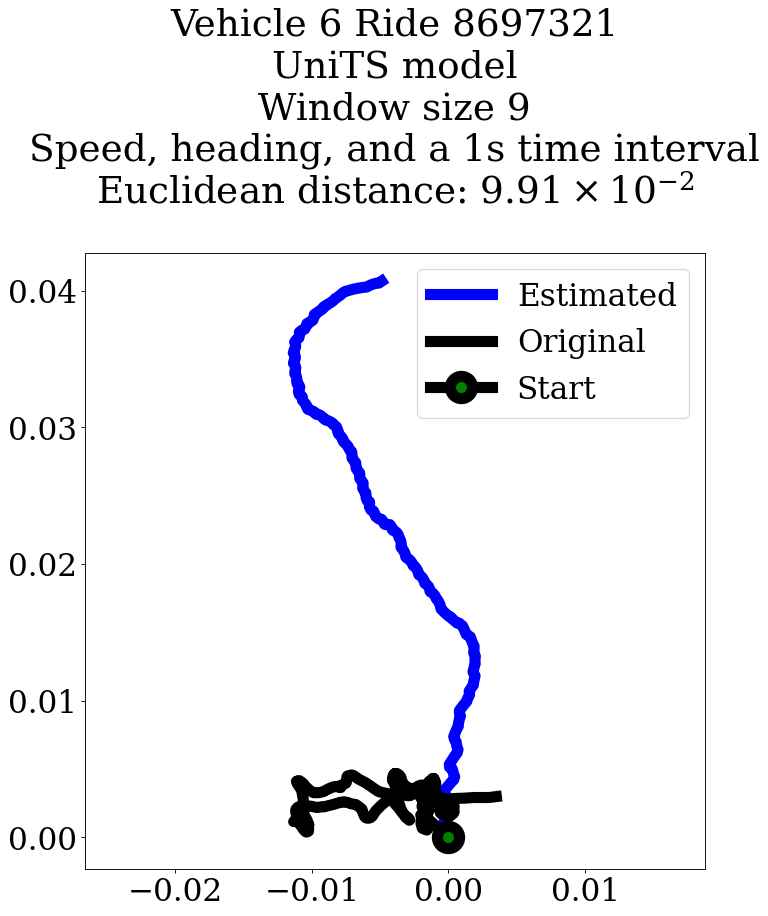 Vehicle 6 Ride 8697321
UniTS model
Window size 9
Speed, heading, and a 1s time interval
Euclidean distance: 9.91 × 10⁻²
Estimated
Original
Start
0.04
0.03
0.02
0.01
0.00
−0.02
−0.01
0.00
0.01